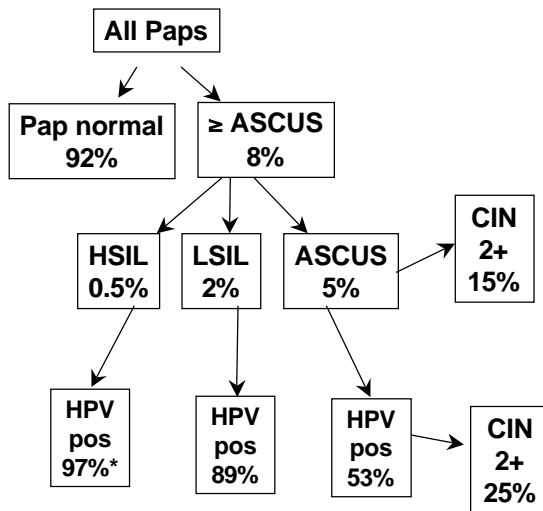 All Paps
Pap normal
92%
≥ ASCUS
8%
HSIL
0.5%
LSIL
2%
ASCUS
5%
CIN
2+
15%
HPV
pos
97%*
HPV
pos
89%
HPV
pos
53%
CIN
2+
25%